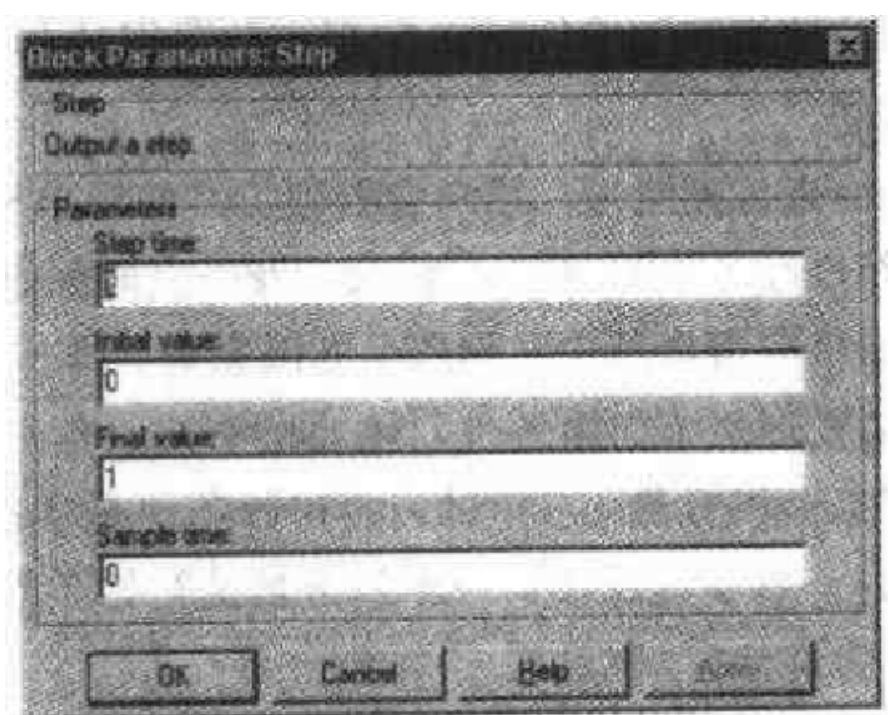 Block Parameters: Step
Step
Output a step.
Parameters
Step time:
Initial value:
0
Final value:
1
Sample time:
0
OK
Cancel
Help
Apply